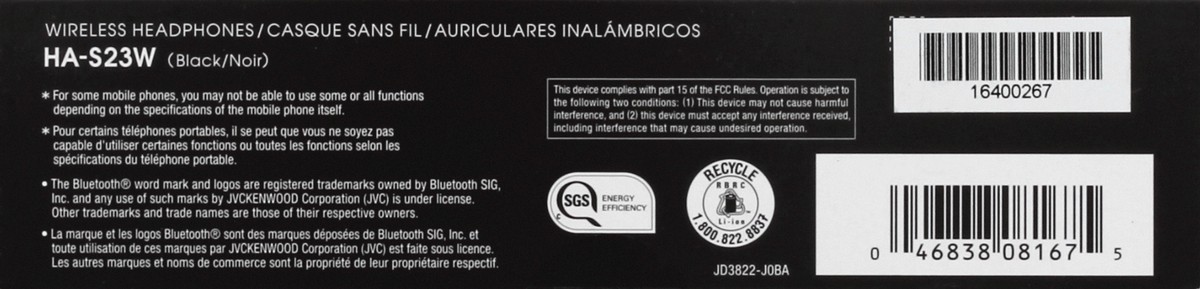 WIRELESS HEADPHONES/CASQUE SANS FIL/AURICULARES INALÁMBRICOS
HA-S23W (Black/Noir)
* For some mobile phones, you may not be able to use some or all functions
depending on the specifications of the mobile phone itself.
* Pour certains téléphones portables, il se peut que vous ne soyez pas
capable d'utiliser certaines fonctions ou toutes les fonctions selon les
spécifications du téléphone portable.
• The Bluetooth® word mark and logos are registered trademarks owned by Bluetooth SIG,
Inc. and any use of such marks by JVCKENWOOD Corporation (JVC) is under license.
Other trademarks and trade names are those of their respective owners.
• La marque et les logos Bluetooth® sont des marques déposées de Bluetooth SIG, Inc. et
toute utilisation de ces marques par JVCKENWOOD Corporation (JVC) est faite sous licence.
Les autres marques et noms de commerce sont la propriété de leur propriétaire respectif.
This device complies with part 15 of the FCC Rules. Operation is subject to
the following two conditions: (1) This device may not cause harmful
interference, and (2) this device must accept any interference received,
including interference that may cause undesired operation.
SGS ENERGY
EFFICIENCY
E
RECYCLE
RBRC
Li-ion
1.800.822.8837
JD3822-J0BA
16400267
0 46838 08167 5